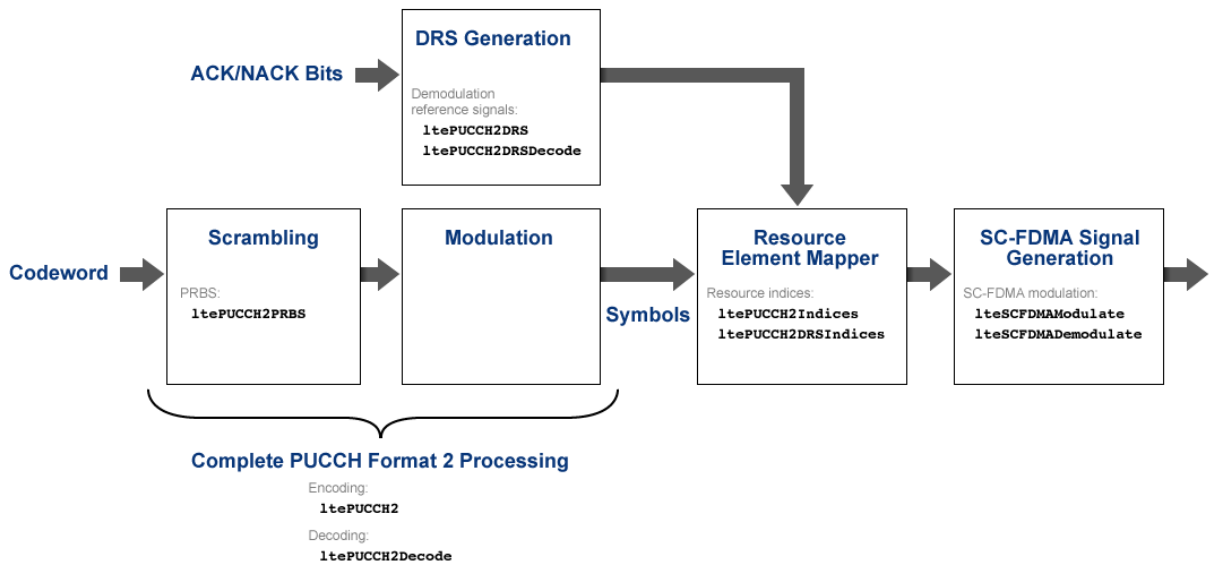 DRS Generation
ACK/NACK Bits
Demodulation
reference signals:
ltePUCCH2DRS
ltePUCCH2DRSDecode
Codeword
Scrambling
PRBS:
ltePUCCH2PRBS
Modulation
Symbols
Resource
Element Mapper
Resource indices:
ltePUCCH2Indices
ltePUCCH2DRSIndices
SC-FDMA Signal
Generation
SC-FDMA modulation:
lteSCFDMAModulate
lteSCFDMADemodulate
Complete PUCCH Format 2 Processing
Encoding:
ltePUCCH2
Decoding:
ltePUCCH2Decode